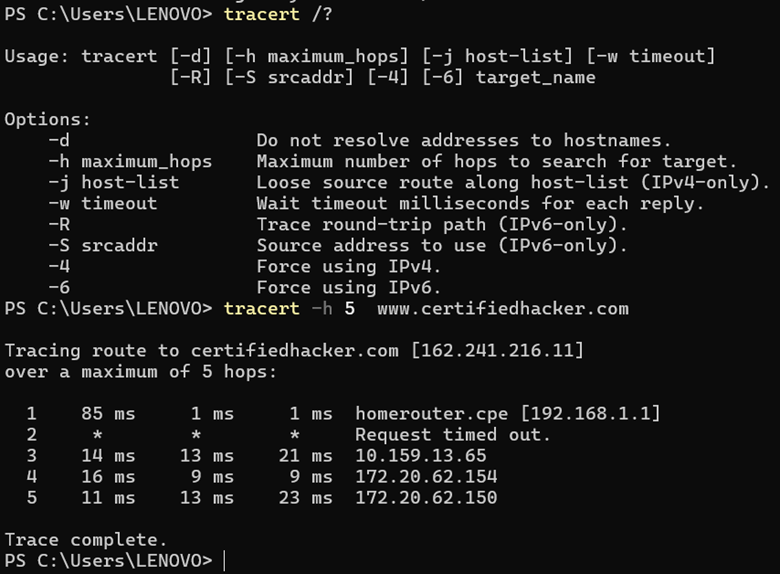 PS C:\Users\LENOVO> tracert /?
Usage: tracert [-d] [-h maximum_hops] [-j host-list] [-w timeout]
               [-R] [-S srcaddr] [-4] [-6] target_name
Options:
    -d                 Do not resolve addresses to hostnames.
    -h maximum_hops    Maximum number of hops to search for target.
    -j host-list       Loose source route along host-list (IPv4-only).
    -w timeout         Wait timeout milliseconds for each reply.
    -R                 Trace round-trip path (IPv6-only).
    -S srcaddr         Source address to use (IPv6-only).
    -4                 Force using IPv4.
    -6                 Force using IPv6.
PS C:\Users\LENOVO> tracert -h 5  www.certifiedhacker.com
Tracing route to certifiedhacker.com [162.241.216.11]
over a maximum of 5 hops:
  1    85 ms     1 ms     1 ms  homerouter.cpe [192.168.1.1]
  2     *        *        *     Request timed out.
  3    14 ms    13 ms    21 ms  10.159.13.65
  4    16 ms     9 ms     9 ms  172.20.62.154
  5    11 ms    13 ms    23 ms  172.20.62.150
Trace complete.
PS C:\Users\LENOVO>